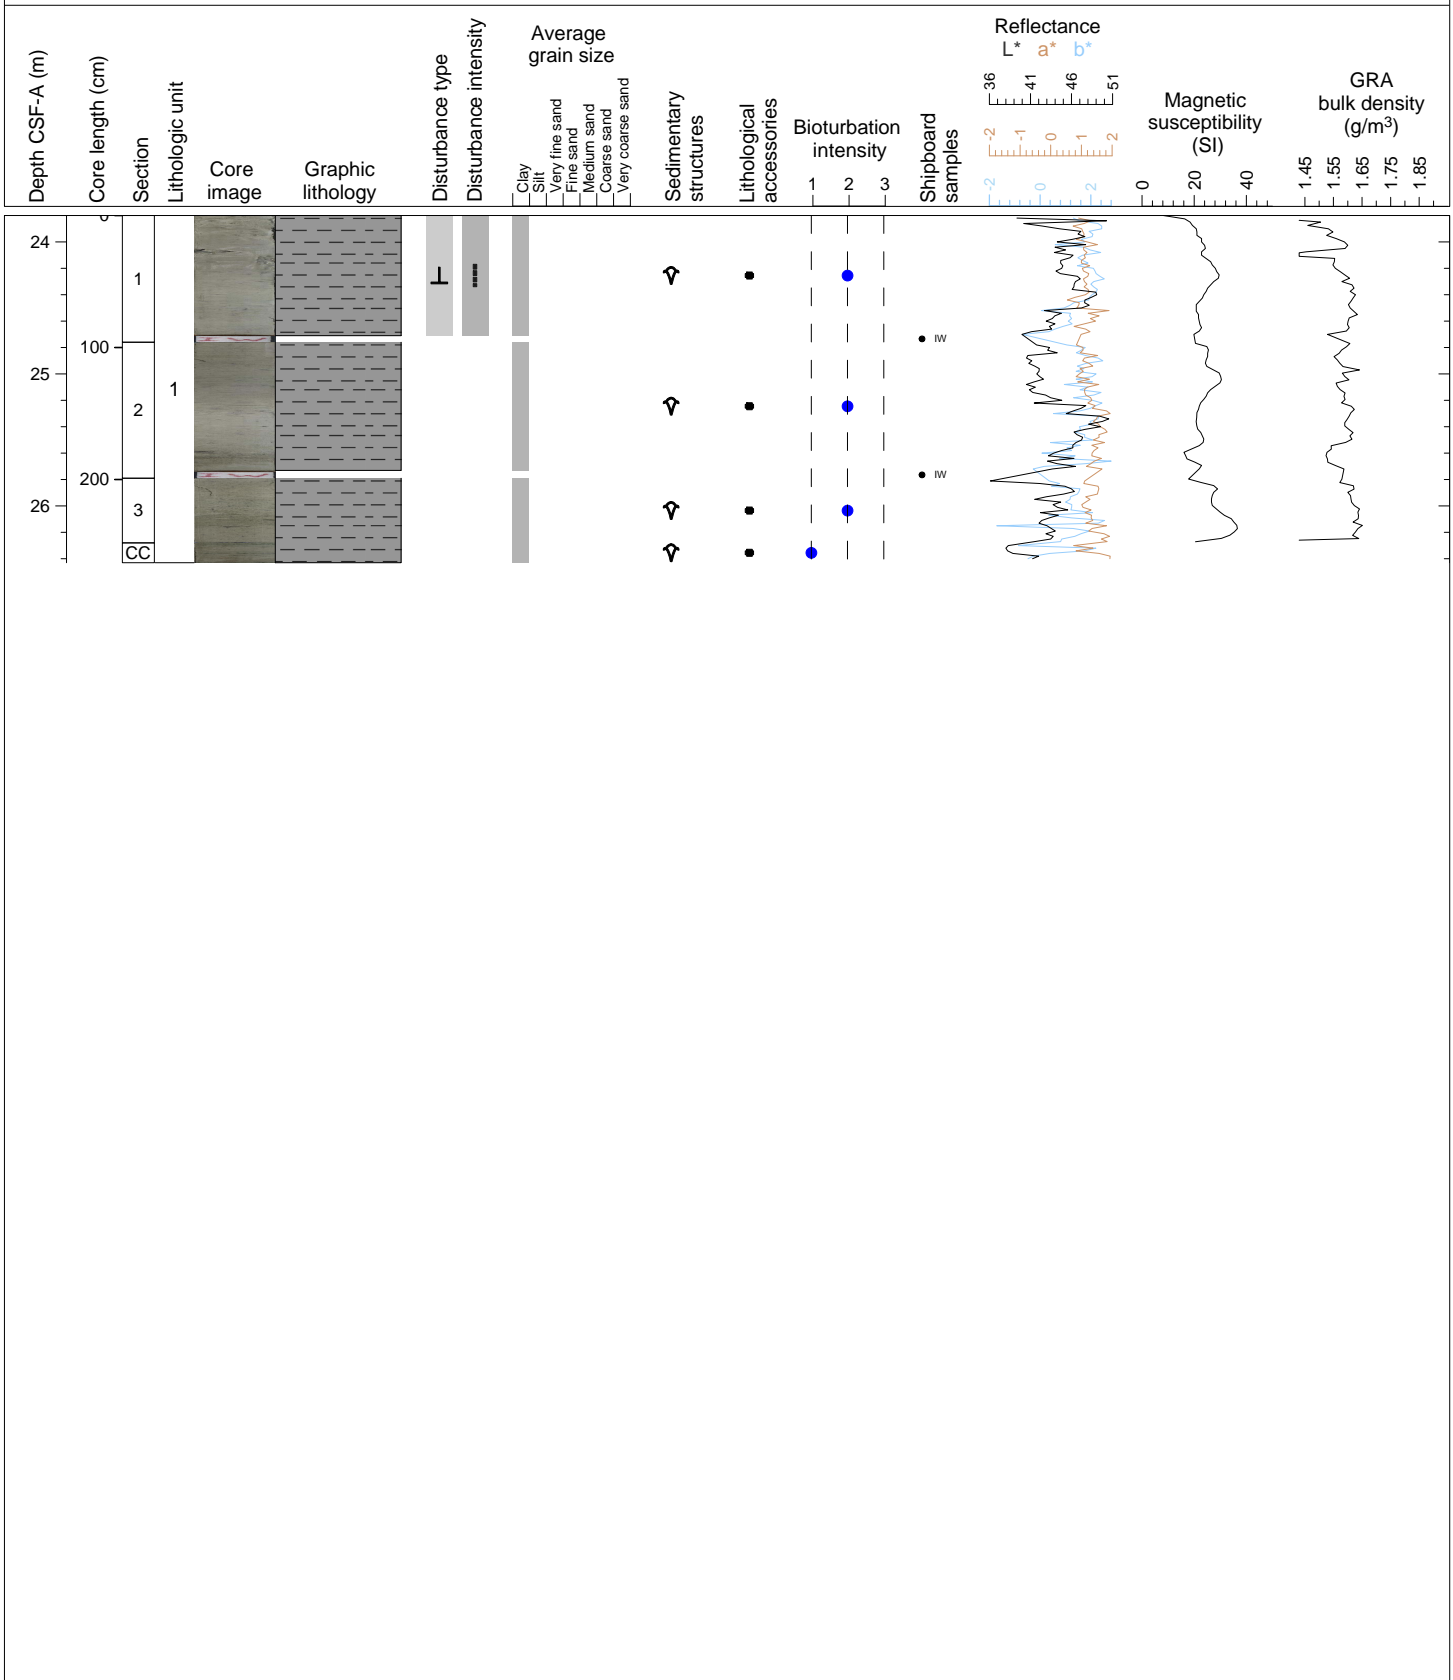 Depth CSF-A (m)
Core length (cm)
Section
Lithologic unit
Core
image
Graphic
lithology
Disturbance type
Disturbance intensity
Average
grain size
Clay
Silt
Very fine sand
Fine sand
Medium sand
Coarse sand
Very coarse sand
Sedimentary
structures
Lithological
accessories
Bioturbation
intensity
1 2 3
Shipboard
samples
Reflectance
L* a* b*
36 41 46 51
-2 -1 0 1 2
-2 0 2
Magnetic
susceptibility
(SI)
0 20 40
GRA
bulk density
(g/m³)
1.45 1.55 1.65 1.75 1.85
0
24
1
IW
100
25
1
2
IW
200
26
3
CC